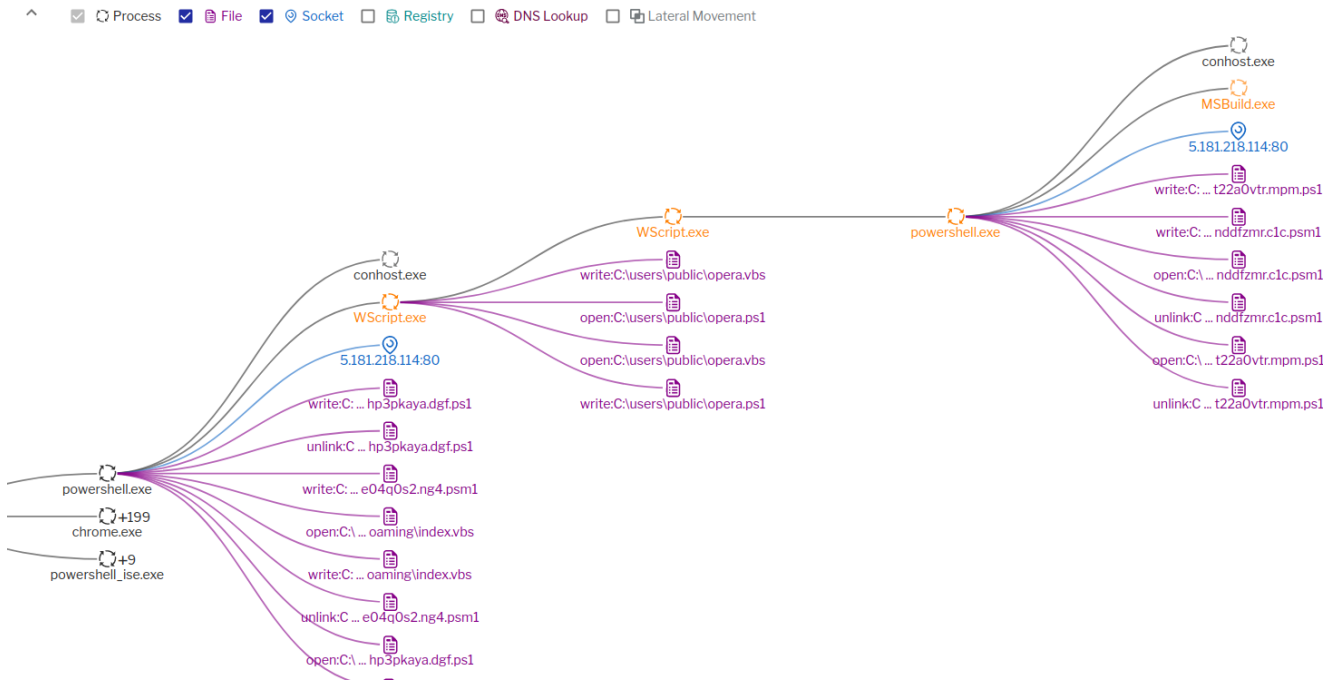 Process File Socket Registry DNS Lookup Lateral Movement
conhost.exe
MSBuild.exe
5.181.218.114:80
write:C: ... t22a0vtr.mpm.ps1
WScript.exe
powershell.exe
write:C: ... nddfzmr.c1c.psm1
conhost.exe
write:C:\users\public\opera.vbs
open:C:\ ... nddfzmr.c1c.psm1
WScript.exe
open:C:\users\public\opera.ps1
unlink:C ... nddfzmr.c1c.psm1
5.181.218.114:80
open:C:\users\public\opera.vbs
open:C:\ ... t22a0vtr.mpm.ps1
write:C: ... hp3pkaya.dgf.ps1
write:C:\users\public\opera.ps1
unlink:C ... t22a0vtr.mpm.ps1
unlink:C ... hp3pkaya.dgf.ps1
powershell.exe
write:C: ... e04q0s2.ng4.psm1
+199
chrome.exe
open:C:\ ... oaming\index.vbs
+9
powershell_ise.exe
write:C: ... oaming\index.vbs
unlink:C ... e04q0s2.ng4.psm1
open:C:\ ... hp3pkaya.dgf.ps1